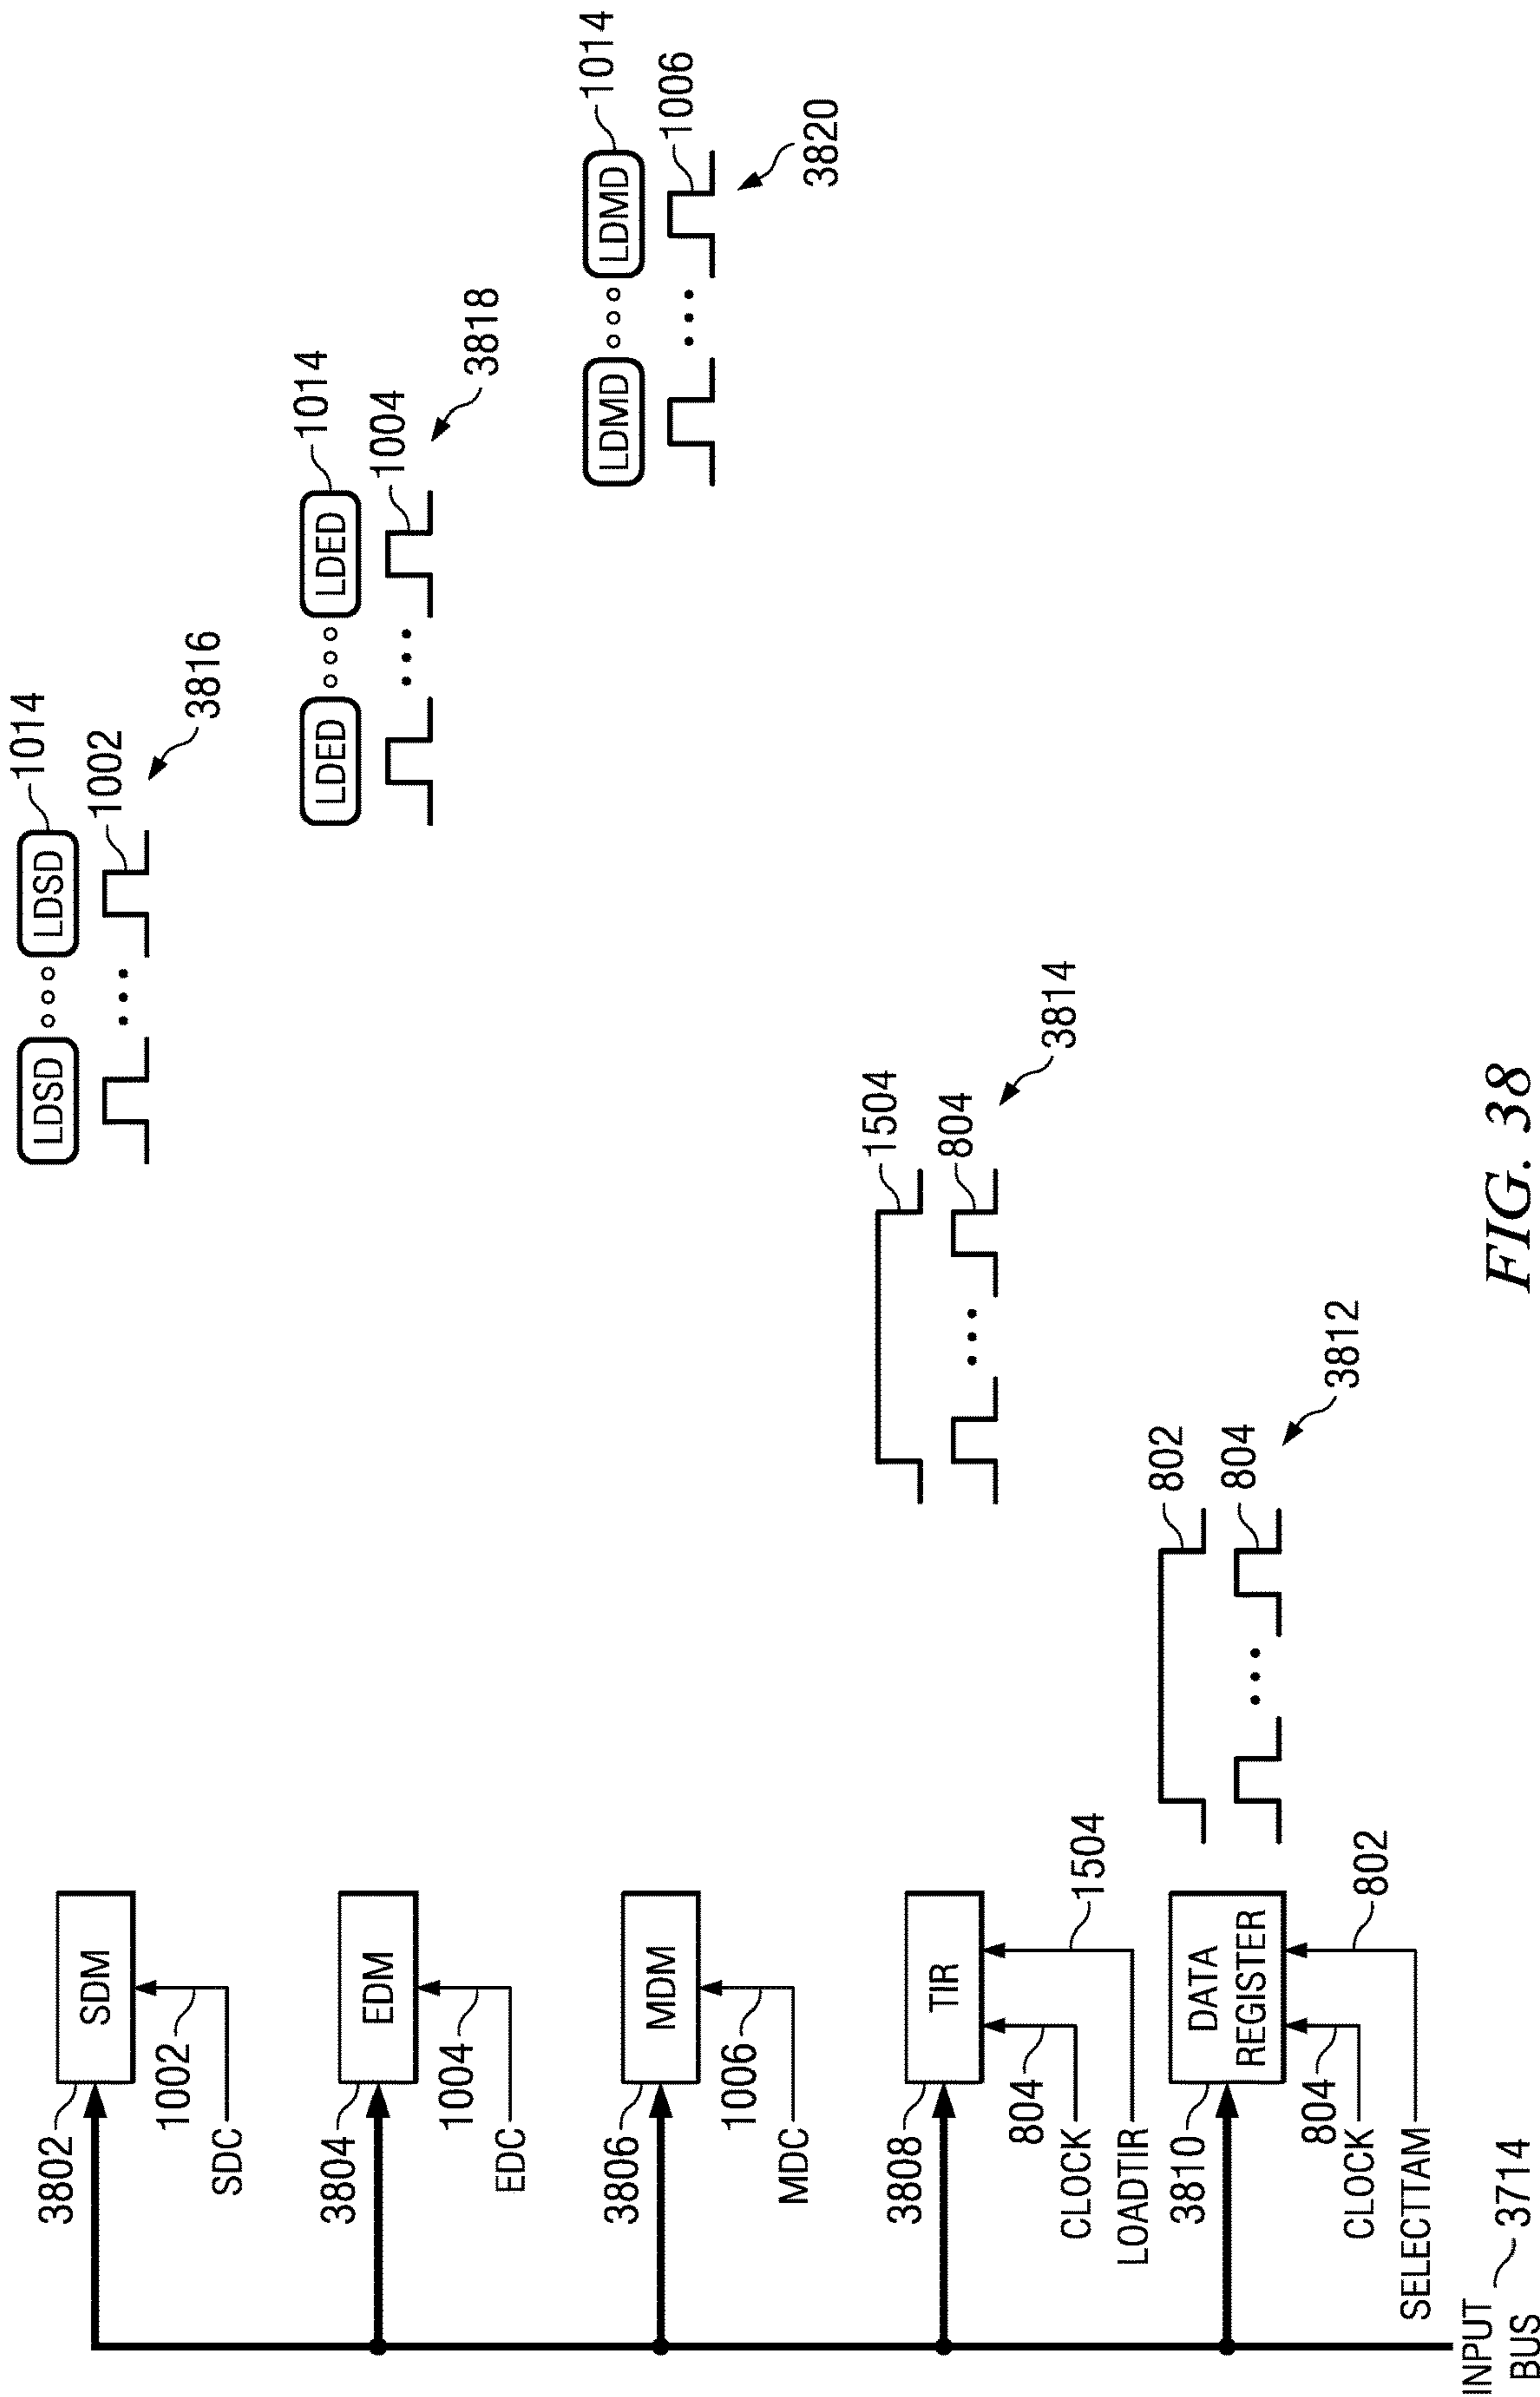 3802
SDM
1002
SDC
LDSD
LDSD
1014
1002
3816
3804
EDM
1004
EDC
LDED
LDED
1014
1004
3818
3806
MDM
1006
MDC
LDMD
LDMD
1014
1006
3820
3808
TIR
804
1504
CLOCK
LOADTIR
1504
804
3814
3810
DATA
REGISTER
804
802
CLOCK
SELECTTAM
802
804
3812
INPUT
BUS
3714
FIG. 38